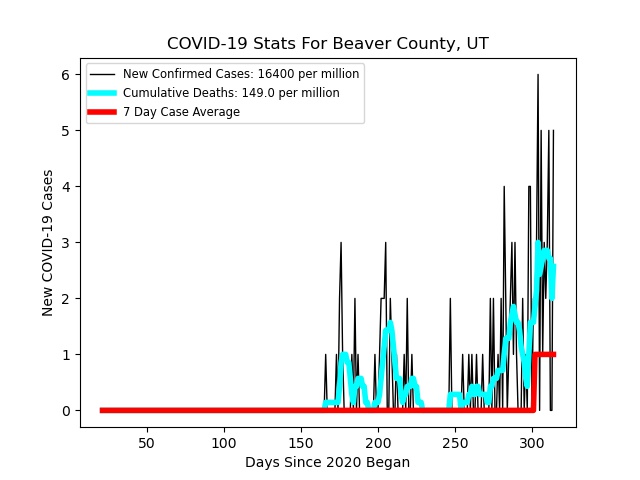 COVID-19 Stats For Beaver County, UT
New Confirmed Cases: 16400 per million
Cumulative Deaths: 149.0 per million
7 Day Case Average
New COVID-19 Cases
6
5
4
3
2
1
0
50 100 150 200 250 300
Days Since 2020 Began